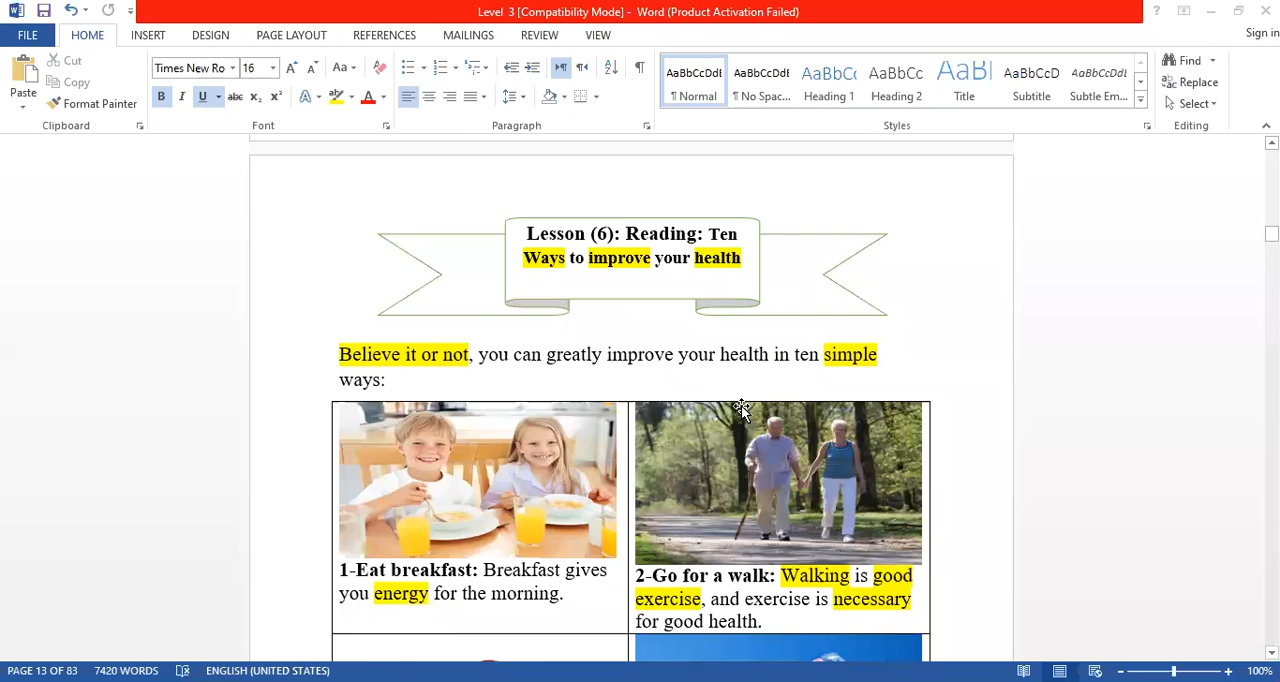 Level 3 [Compatibility Mode] - Word (Product Activation Failed)
FILE HOME INSERT DESIGN PAGE LAYOUT REFERENCES MAILINGS REVIEW VIEW Sign in
Paste
Cut
Copy
Format Painter
Clipboard
Times New Ro 16
Font
Paragraph
AaBbCcDdE AaBbCcDdE AaBbCc AaBbCc AaBl AaBbCcD AaBbCcDd
¶ Normal ¶ No Spac... Heading 1 Heading 2 Title Subtitle Subtle Em...
Styles
Find
Replace
Select
Editing
Lesson (6): Reading: Ten
Ways to improve your health
Believe it or not, you can greatly improve your health in ten simple
ways:
1-Eat breakfast: Breakfast gives
you energy for the morning.
2-Go for a walk: Walking is good
exercise, and exercise is necessary
for good health.
PAGE 13 OF 83 7420 WORDS ENGLISH (UNITED STATES) 100%